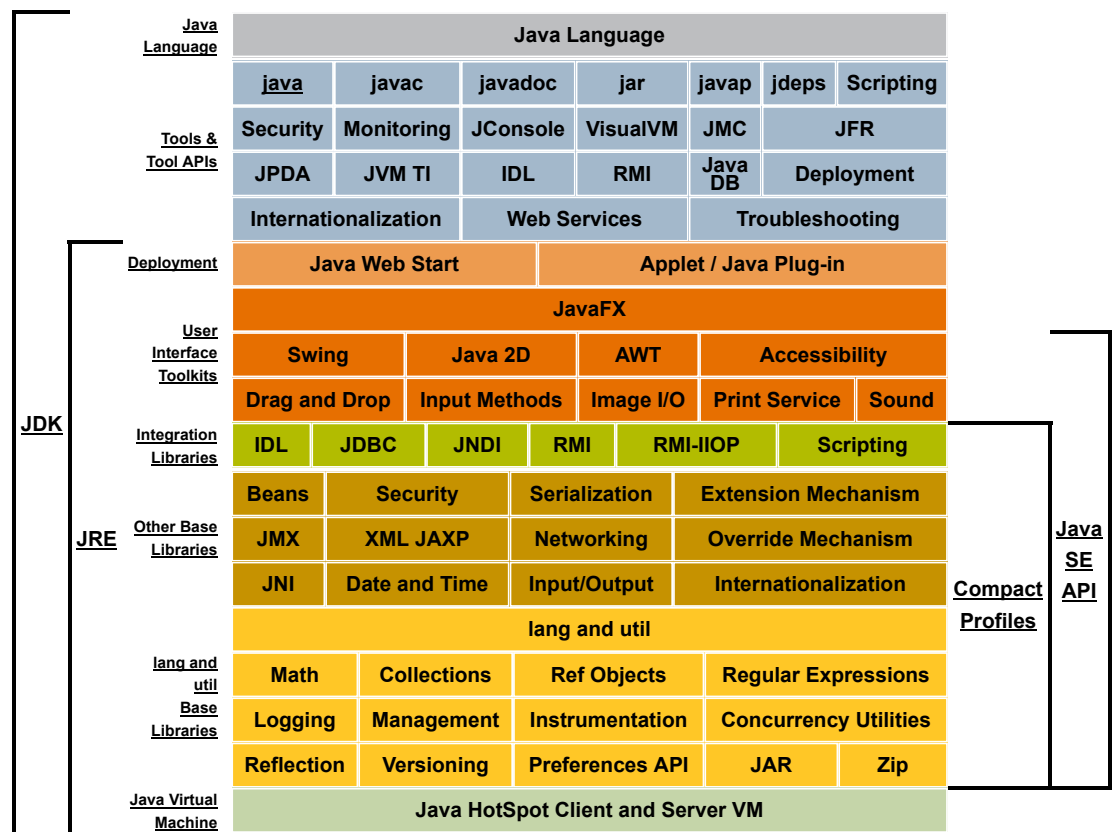 Java
Language
Java Language
Tools &
Tool APIs
java javac javadoc jar javap jdeps Scripting
Security Monitoring JConsole VisualVM JMC JFR
JPDA JVM TI IDL RMI Java DB Deployment
Internationalization Web Services Troubleshooting
Deployment
Java Web Start Applet / Java Plug-in
User
Interface
Toolkits
JavaFX
Swing Java 2D AWT Accessibility
Drag and Drop Input Methods Image I/O Print Service Sound
Integration
Libraries
IDL JDBC JNDI RMI RMI-IIOP Scripting
Other Base
Libraries
Beans Security Serialization Extension Mechanism
JMX XML JAXP Networking Override Mechanism
JNI Date and Time Input/Output Internationalization
lang and
util
Base
Libraries
lang and util
Math Collections Ref Objects Regular Expressions
Logging Management Instrumentation Concurrency Utilities
Reflection Versioning Preferences API JAR Zip
Java Virtual
Machine
Java HotSpot Client and Server VM
JDK
JRE
Compact
Profiles
Java
SE
API